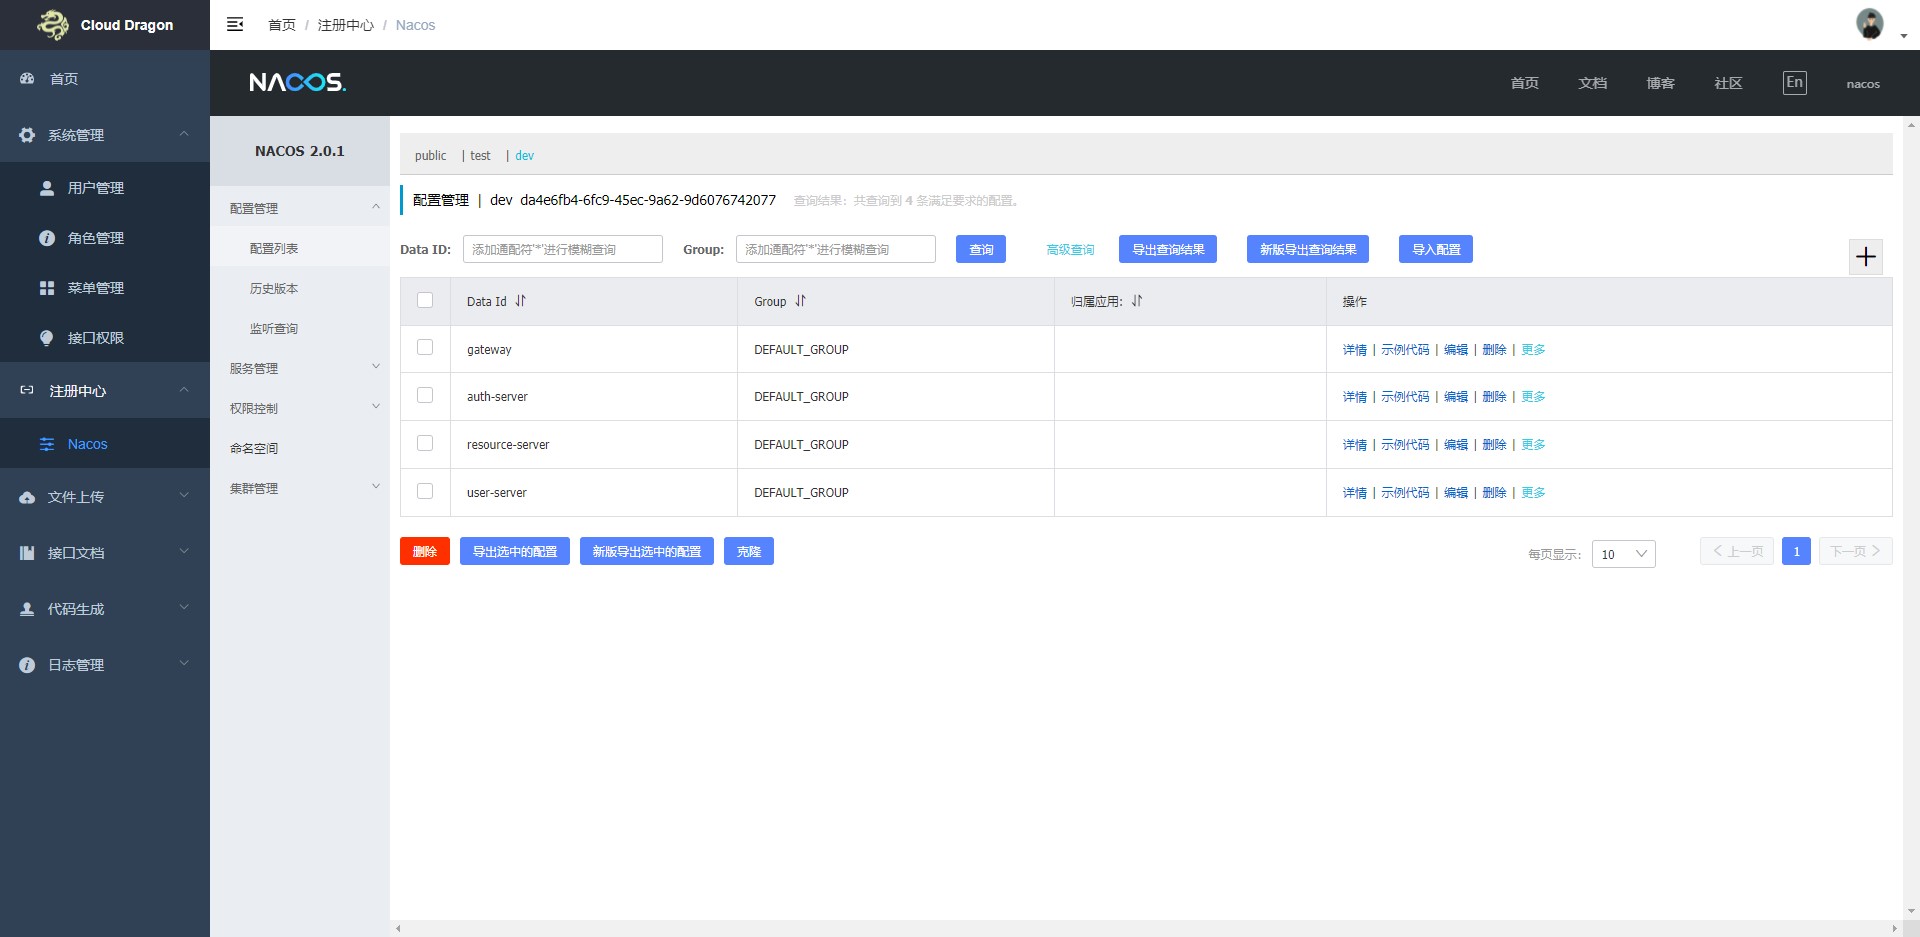 Cloud Dragon
首页 / 注册中心 / Nacos
首页
系统管理
用户管理
角色管理
菜单管理
接口权限
注册中心
Nacos
文件上传
接口文档
代码生成
日志管理
NACOS.
首页 文档 博客 社区 En nacos
NACOS 2.0.1
配置管理
配置列表
历史版本
监听查询
服务管理
权限控制
命名空间
集群管理
public | test | dev
配置管理 | dev da4e6fb4-6fc9-45ec-9a62-9d6076742077 查询结果：共查询到 4 条满足要求的配置。
Data ID: 添加通配符'*'进行模糊查询 Group: 添加通配符'*'进行模糊查询 查询 高级查询 导出查询结果 新版导出查询结果 导入配置
Data Id Group 归属应用: 操作
gateway DEFAULT_GROUP 详情 | 示例代码 | 编辑 | 删除 | 更多
auth-server DEFAULT_GROUP 详情 | 示例代码 | 编辑 | 删除 | 更多
resource-server DEFAULT_GROUP 详情 | 示例代码 | 编辑 | 删除 | 更多
user-server DEFAULT_GROUP 详情 | 示例代码 | 编辑 | 删除 | 更多
删除 导出选中的配置 新版导出选中的配置 克隆 每页显示: 10 上一页 1 下一页